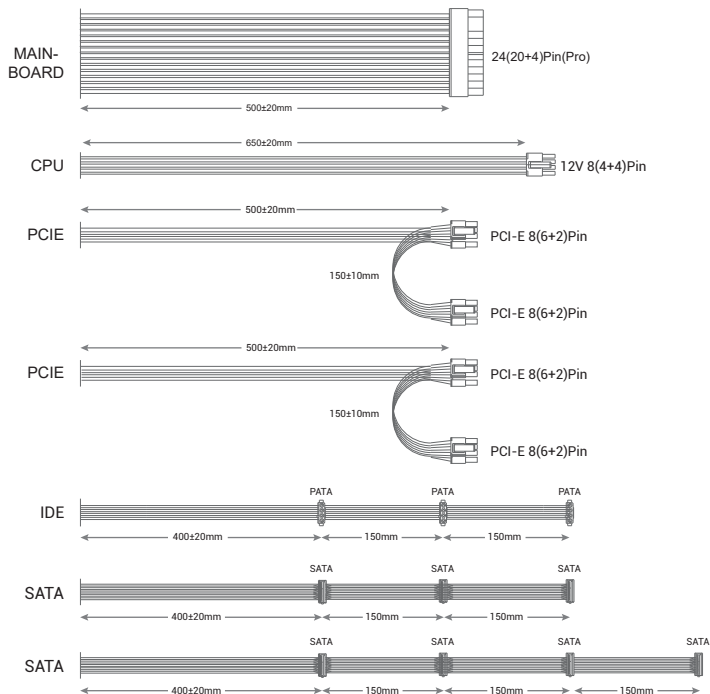 MAIN-
BOARD
24(20+4)Pin(Pro)
500±20mm
650±20mm
CPU
12V 8(4+4)Pin
500±20mm
PCIE
PCI-E 8(6+2)Pin
150±10mm
PCI-E 8(6+2)Pin
500±20mm
PCIE
PCI-E 8(6+2)Pin
150±10mm
PCI-E 8(6+2)Pin
PATA PATA PATA
IDE
400±20mm 150mm 150mm
SATA SATA SATA
SATA
400±20mm 150mm 150mm
SATA SATA SATA SATA
SATA
400±20mm 150mm 150mm 150mm